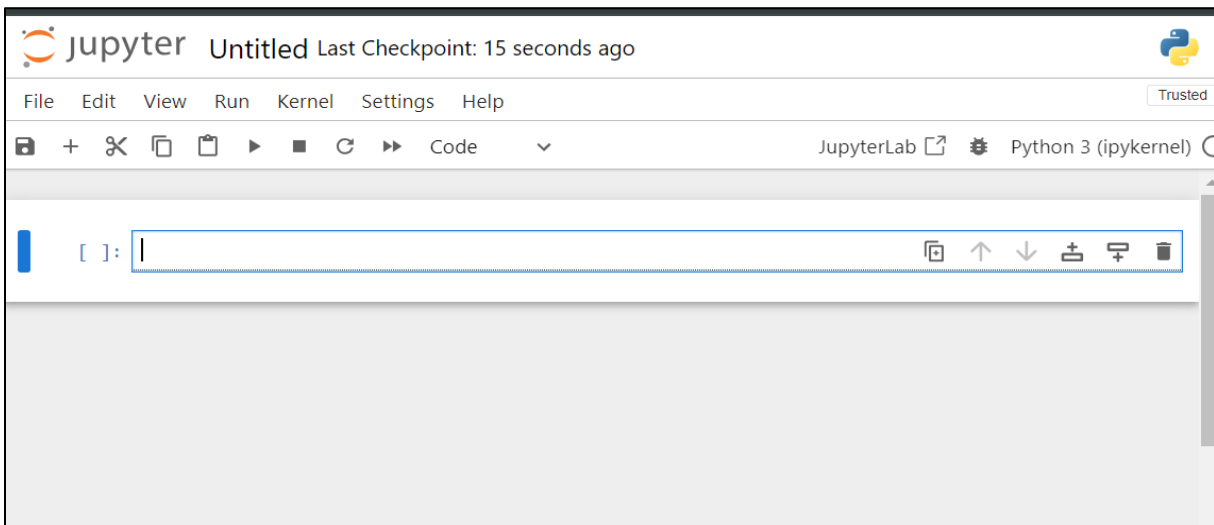 jupyter Untitled Last Checkpoint: 15 seconds ago
File Edit View Run Kernel Settings Help Trusted
Code JupyterLab Python 3 (ipykernel)
[ ]: